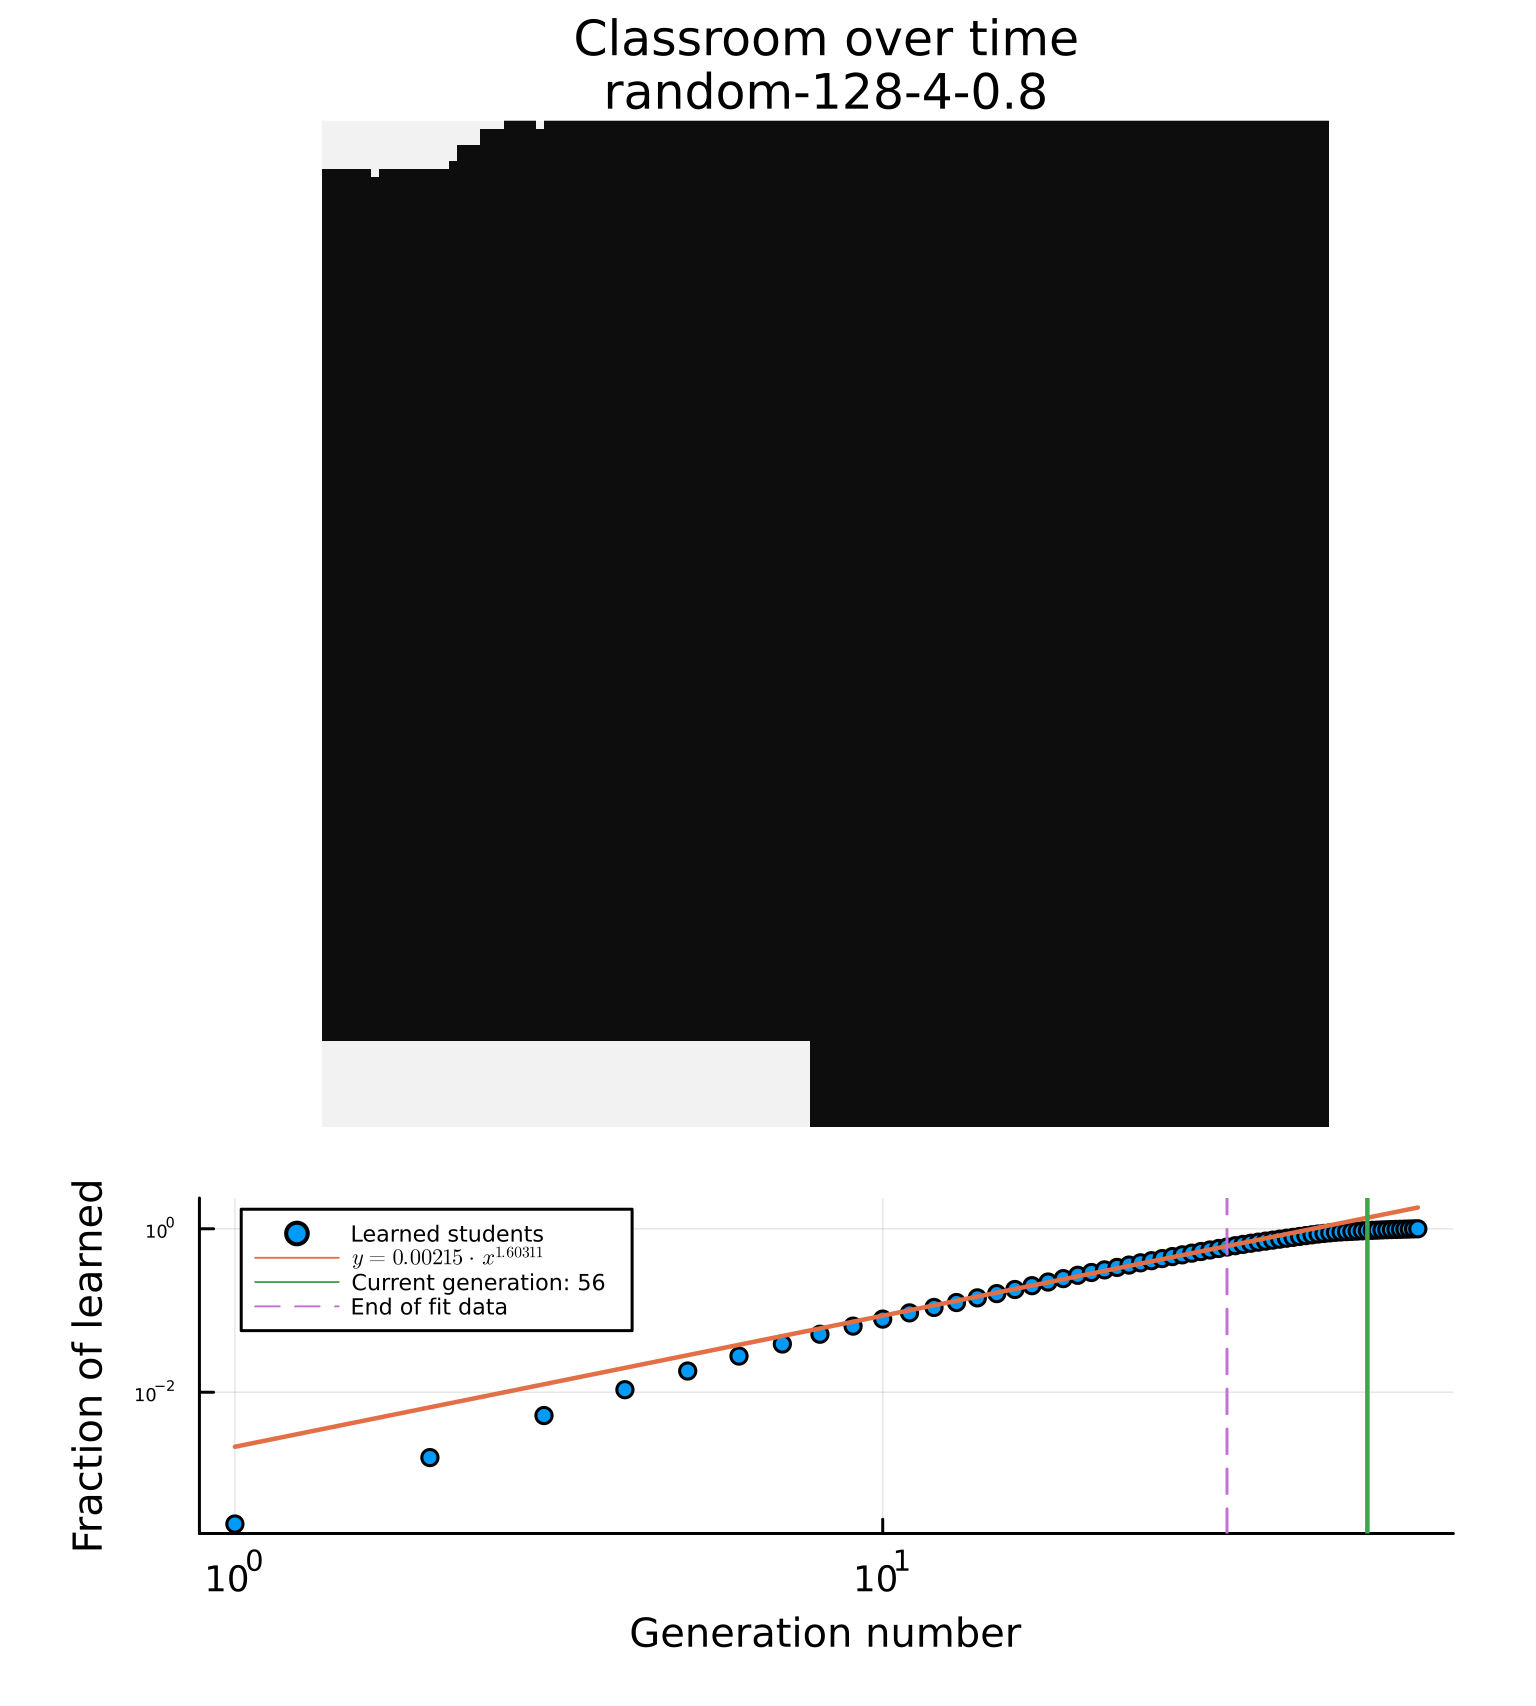 Classroom over time
random-128-4-0.8
Fraction of learned
10^0
10^-2
Learned students
y = 0.00215 · x^1.60311
Current generation: 56
End of fit data
10^0
10^1
Generation number